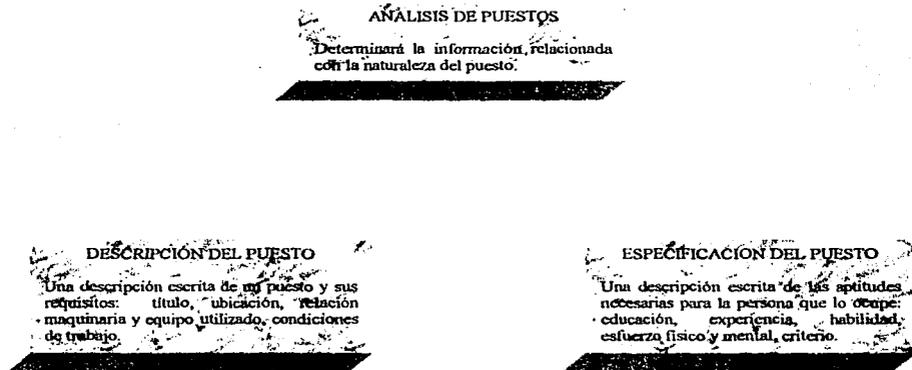 ANALISIS DE PUESTOS
Determinará la información relacionada
con la naturaleza del puesto.
DESCRIPCIÓN DEL PUESTO
Una descripción escrita de un puesto y sus
requisitos: título, ubicación, relación
maquinaria y equipo utilizado, condiciones
de trabajo.
ESPECIFICACION DEL PUESTO
Una descripción escrita de las aptitudes
necesarias para la persona que lo ocupe:
educación, experiencia, habilidad,
esfuerzo fisico y mental, criterio.